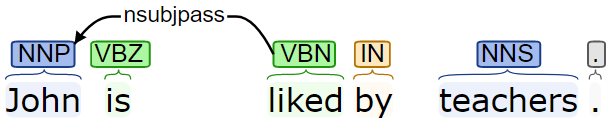 nsubjpass
NNP VBZ VBN IN NNS .
John is liked by teachers .